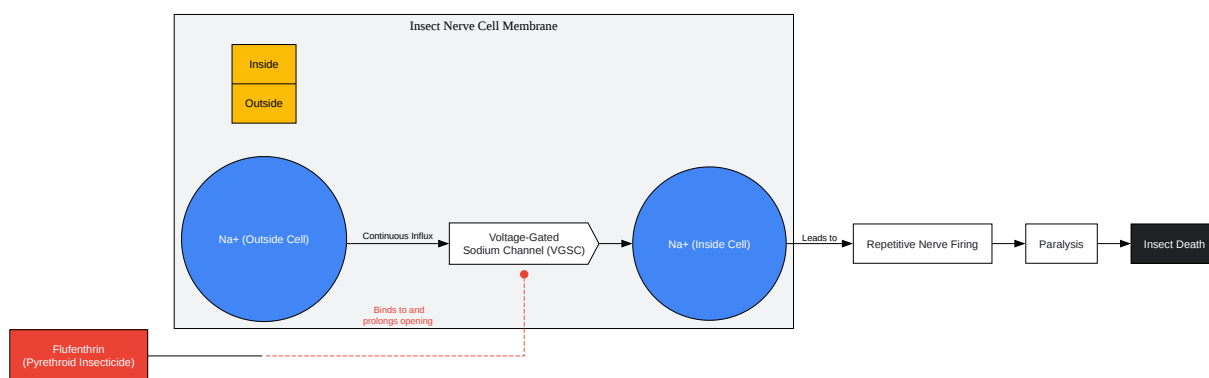 Insect Nerve Cell Membrane
Inside
Outside
Na+ (Outside Cell)
Continuous Influx
Voltage-Gated
Sodium Channel (VGSC)
Na+ (Inside Cell)
Leads to
Repetitive Nerve Firing
Paralysis
Insect Death
Binds to and
prolongs opening
Flufenthrin
(Pyrethroid Insecticide)